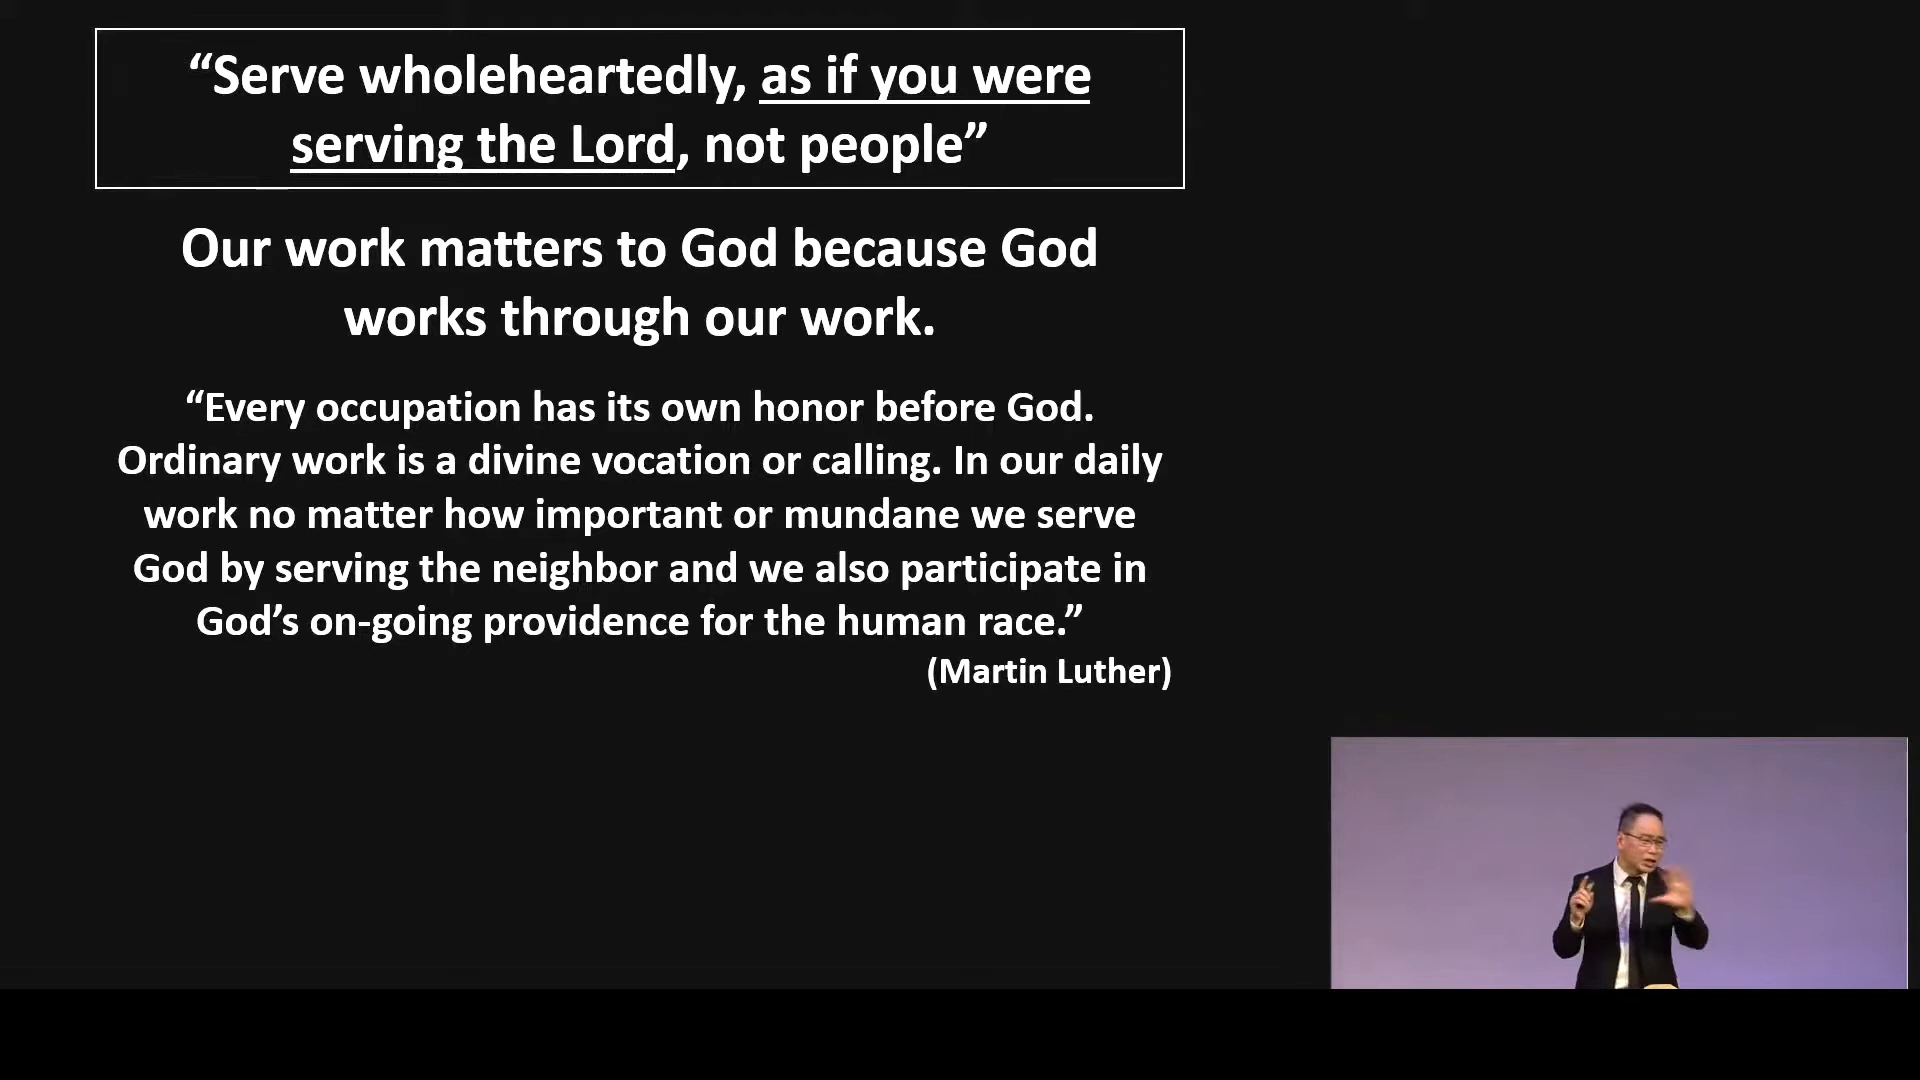 “Serve wholeheartedly, as if you were
serving the Lord, not people”
Our work matters to God because God
works through our work.
“Every occupation has its own honor before God.
Ordinary work is a divine vocation or calling. In our daily
work no matter how important or mundane we serve
God by serving the neighbor and we also participate in
God’s on-going providence for the human race.”
(Martin Luther)